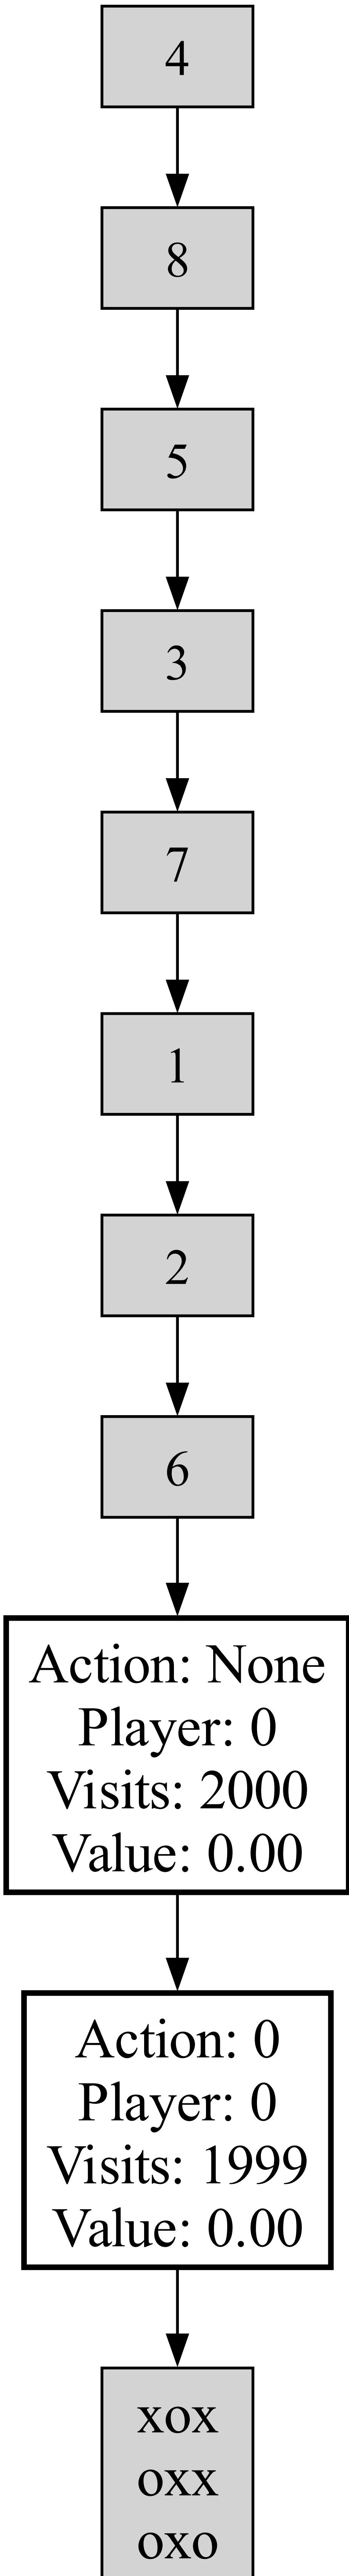 4
8
5
3
7
1
2
6
Action: None
Player: 0
Visits: 2000
Value: 0.00
Action: 0
Player: 0
Visits: 1999
Value: 0.00
xox
oxx
oxo